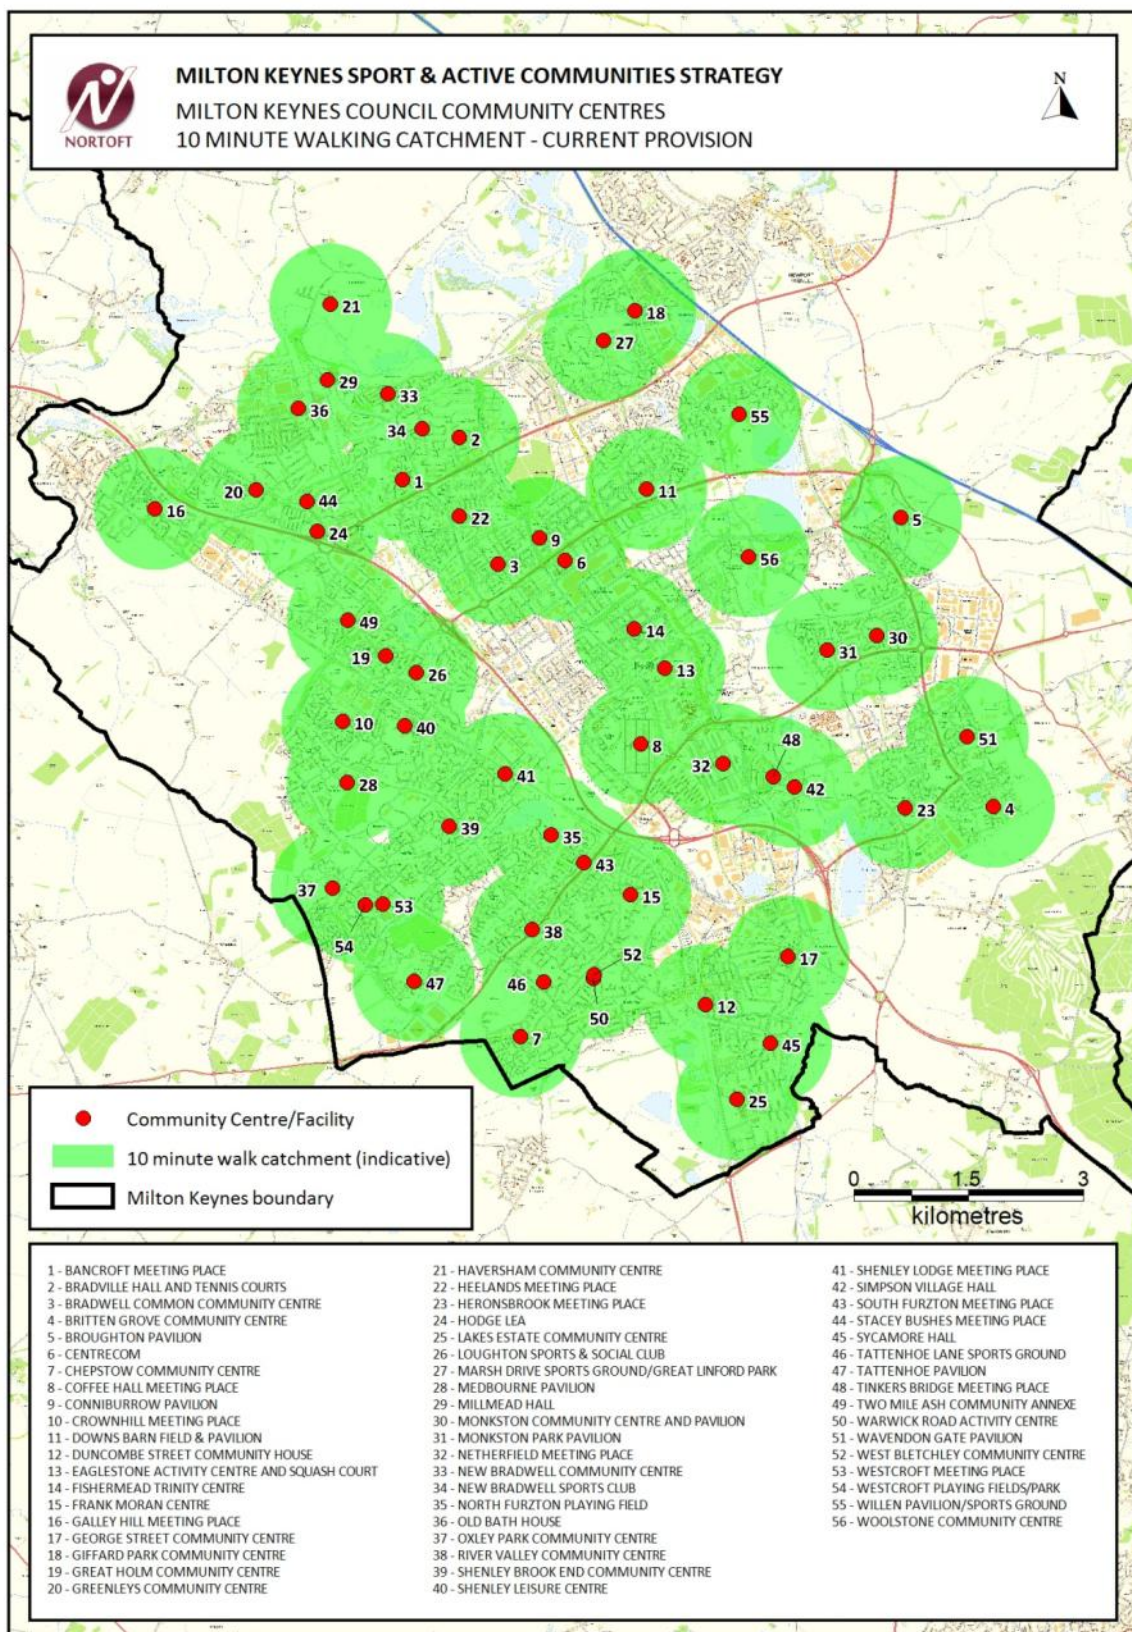 NORTOFT
MILTON KEYNES SPORT & ACTIVE COMMUNITIES STRATEGY
MILTON KEYNES COUNCIL COMMUNITY CENTRES
10 MINUTE WALKING CATCHMENT - CURRENT PROVISION
N
21
18
27
29
33
36
55
34
2
1
20
44
11
16
22
5
24
9
3
6
56
49
14
30
31
19
26
13
10
40
51
8
48
32
41
28
42
23
4
39
35
43
37
15
53
54
38
52
17
47
46
50
12
7
45
25
Community Centre/Facility
10 minute walk catchment (indicative)
Milton Keynes boundary
0 1.5 3
kilometres
1 - BANCROFT MEETING PLACE
2 - BRADVILLE HALL AND TENNIS COURTS
3 - BRADWELL COMMON COMMUNITY CENTRE
4 - BRITTEN GROVE COMMUNITY CENTRE
5 - BROUGHTON PAVILION
6 - CENTRECOM
7 - CHEPSTOW COMMUNITY CENTRE
8 - COFFEE HALL MEETING PLACE
9 - CONNIBURROW PAVILION
10 - CROWNHILL MEETING PLACE
11 - DOWNS BARN FIELD & PAVILION
12 - DUNCOMBE STREET COMMUNITY HOUSE
13 - EAGLESTONE ACTIVITY CENTRE AND SQUASH COURT
14 - FISHERMEAD TRINITY CENTRE
15 - FRANK MORAN CENTRE
16 - GALLEY HILL MEETING PLACE
17 - GEORGE STREET COMMUNITY CENTRE
18 - GIFFARD PARK COMMUNITY CENTRE
19 - GREAT HOLM COMMUNITY CENTRE
20 - GREENLEYS COMMUNITY CENTRE
21 - HAVERSHAM COMMUNITY CENTRE
22 - HEELANDS MEETING PLACE
23 - HERONSBROOK MEETING PLACE
24 - HODGE LEA
25 - LAKES ESTATE COMMUNITY CENTRE
26 - LOUGHTON SPORTS & SOCIAL CLUB
27 - MARSH DRIVE SPORTS GROUND/GREAT LINFORD PARK
28 - MEDBOURNE PAVILION
29 - MILLMEAD HALL
30 - MONKSTON COMMUNITY CENTRE AND PAVILION
31 - MONKSTON PARK PAVILION
32 - NETHERFIELD MEETING PLACE
33 - NEW BRADWELL COMMUNITY CENTRE
34 - NEW BRADWELL SPORTS CLUB
35 - NORTH FURZTON PLAYING FIELD
36 - OLD BATH HOUSE
37 - OXLEY PARK COMMUNITY CENTRE
38 - RIVER VALLEY COMMUNITY CENTRE
39 - SHENLEY BROOK END COMMUNITY CENTRE
40 - SHENLEY LEISURE CENTRE
41 - SHENLEY LODGE MEETING PLACE
42 - SIMPSON VILLAGE HALL
43 - SOUTH FURZTON MEETING PLACE
44 - STACEY BUSHES MEETING PLACE
45 - SYCAMORE HALL
46 - TATTENHOE LANE SPORTS GROUND
47 - TATTENHOE PAVILION
48 - TINKERS BRIDGE MEETING PLACE
49 - TWO MILE ASH COMMUNITY ANNEXE
50 - WARWICK ROAD ACTIVITY CENTRE
51 - WAVENDON GATE PAVILION
52 - WEST BLETCHLEY COMMUNITY CENTRE
53 - WESTCROFT MEETING PLACE
54 - WESTCROFT PLAYING FIELDS/PARK
55 - WILLEN PAVILION/SPORTS GROUND
56 - WOOLSTONE COMMUNITY CENTRE